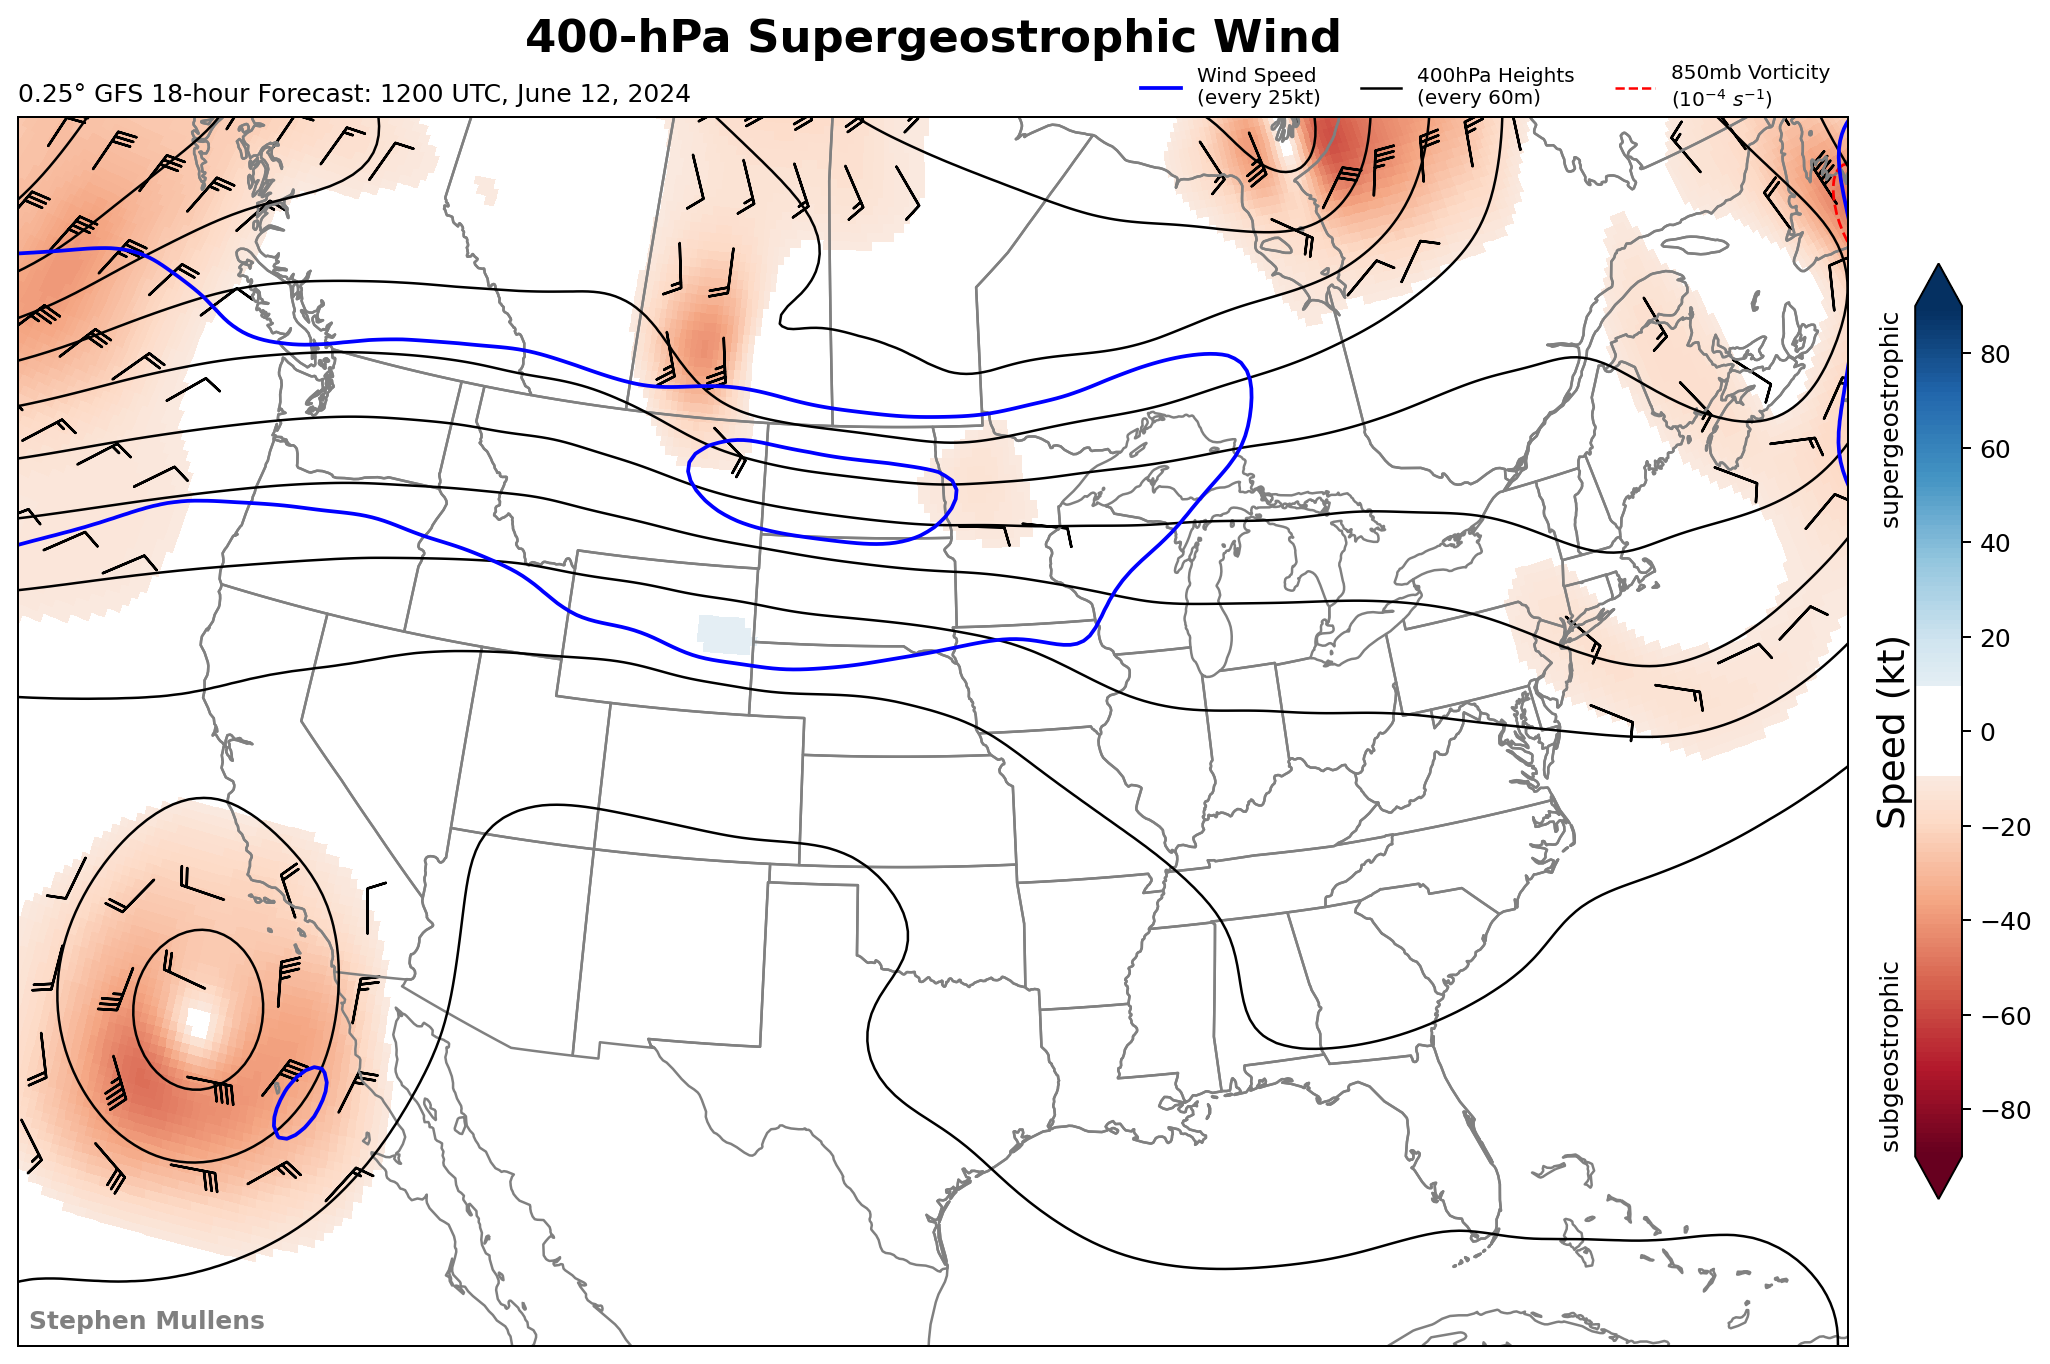 400-hPa Supergeostrophic Wind
0.25° GFS 18-hour Forecast: 1200 UTC, June 12, 2024
Wind Speed
(every 25kt)
400hPa Heights
(every 60m)
850mb Vorticity
(10⁻⁴ s⁻¹)
supergeostrophic
Speed (kt)
subgeostrophic
80
60
40
20
0
−20
−40
−60
−80
Stephen Mullens